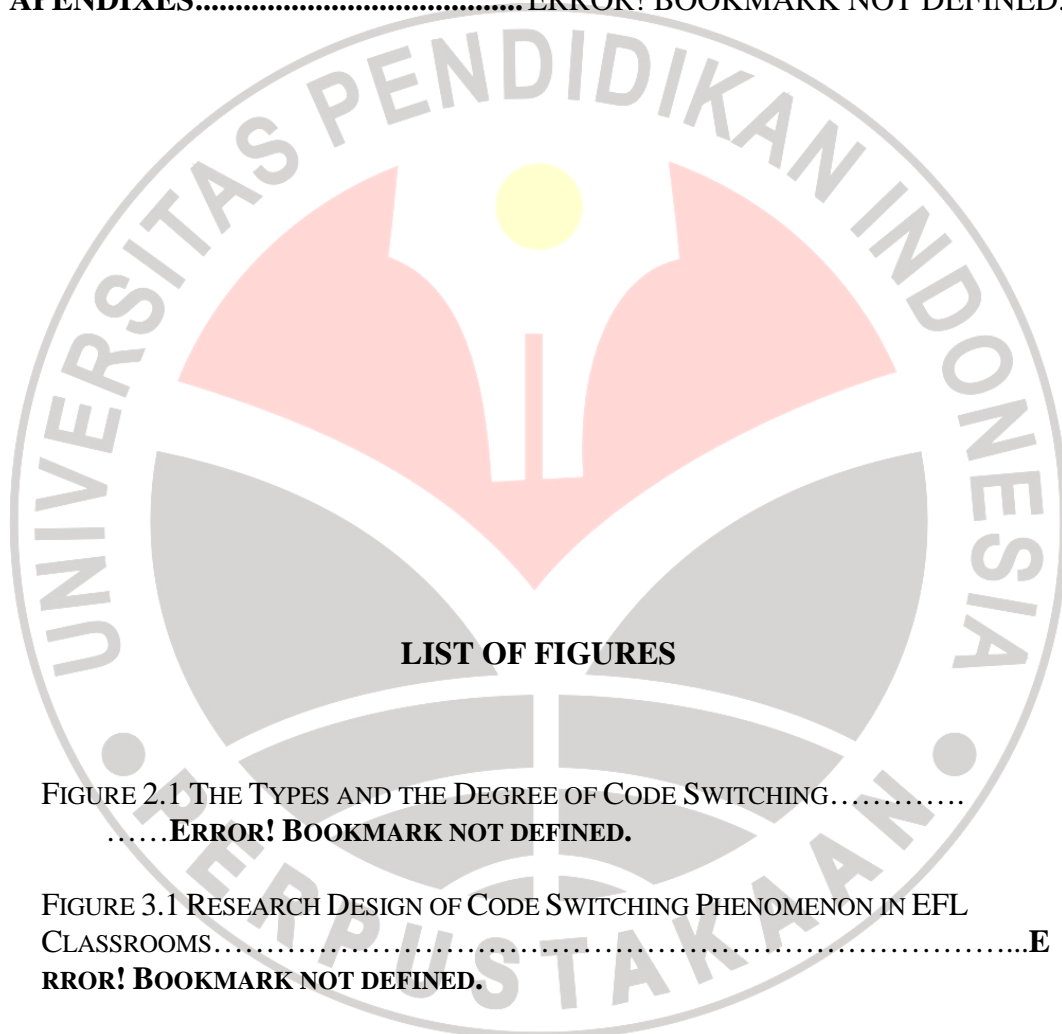 APENDIXES......................................... ERROR! BOOKMARK NOT DEFINED.
UNIVERSITAS PENDIDIKAN INDONESIA
LIST OF FIGURES
FIGURE 2.1 THE TYPES AND THE DEGREE OF CODE SWITCHING………….
……ERROR! BOOKMARK NOT DEFINED.
FIGURE 3.1 RESEARCH DESIGN OF CODE SWITCHING PHENOMENON IN EFL
CLASSROOMS……………………………………………………………………...E
RROR! BOOKMARK NOT DEFINED.
PERPUSTAKAAN